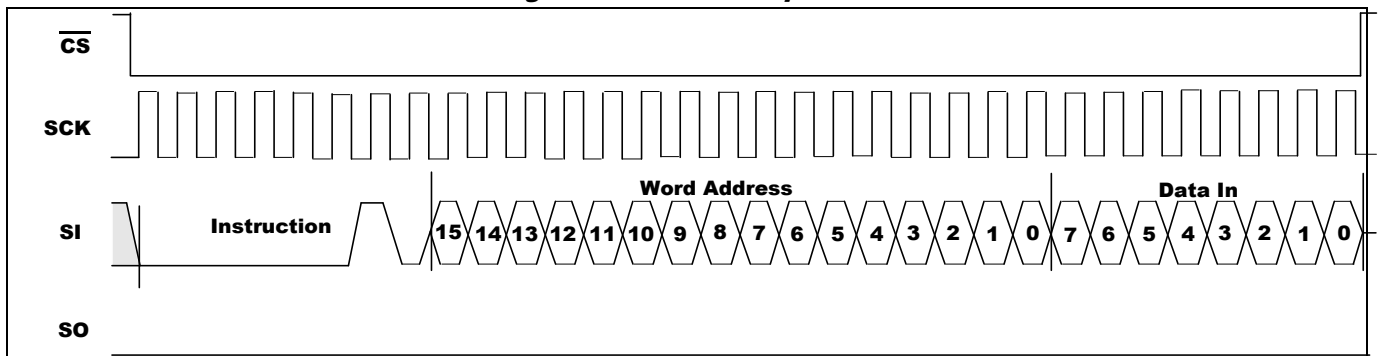 CS
SCK
Word Address
Data In
SI
Instruction
15 14 13 12 11 10 9 8 7 6 5 4 3 2 1 0 7 6 5 4 3 2 1 0
SO